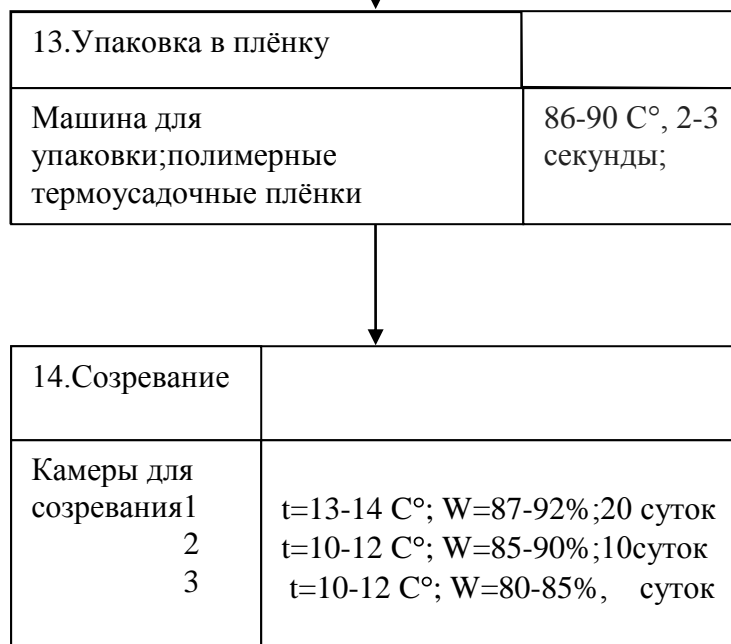 13.Упаковка в плёнку
Машина для
упаковки;полимерные
термоусадочные плёнки
86-90 С°, 2-3
секунды;
14.Созревание
Камеры для
созревания1
2
3
t=13-14 С°; W=87-92%;20 суток
t=10-12 С°; W=85-90%;10суток
t=10-12 С°; W=80-85%, суток